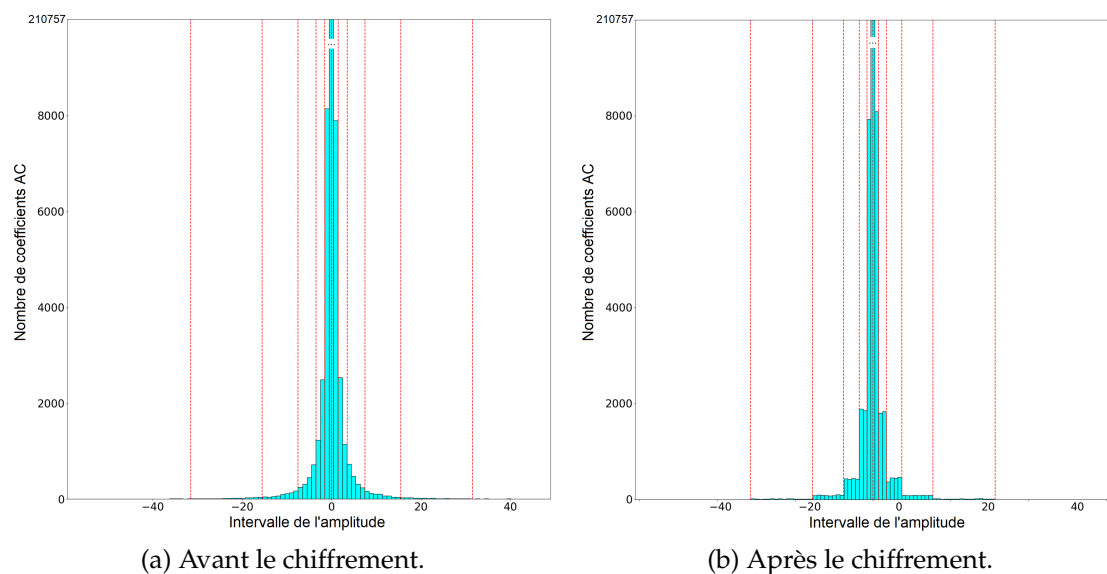 210757
8000
6000
4000
2000
0
Nombre de coefficients AC
−40 −20 0 20 40
Intervalle de l'amplitude
(a) Avant le chiffrement.
210757
8000
6000
4000
2000
0
Nombre de coefficients AC
−40 −20 0 20 40
Intervalle de l'amplitude
(b) Après le chiffrement.